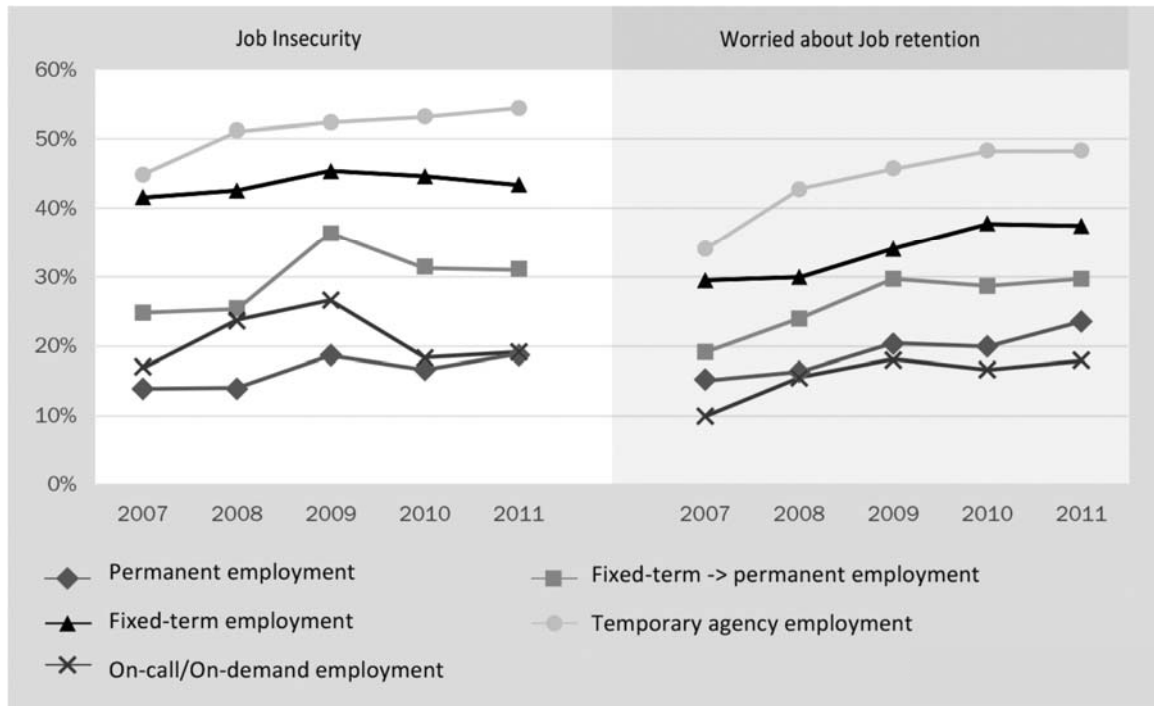 Job Insecurity
Worried about Job retention
60%
50%
40%
30%
20%
10%
0%
2007 2008 2009 2010 2011 2007 2008 2009 2010 2011
Permanent employment Fixed-term -> permanent employment
Fixed-term employment Temporary agency employment
On-call/On-demand employment